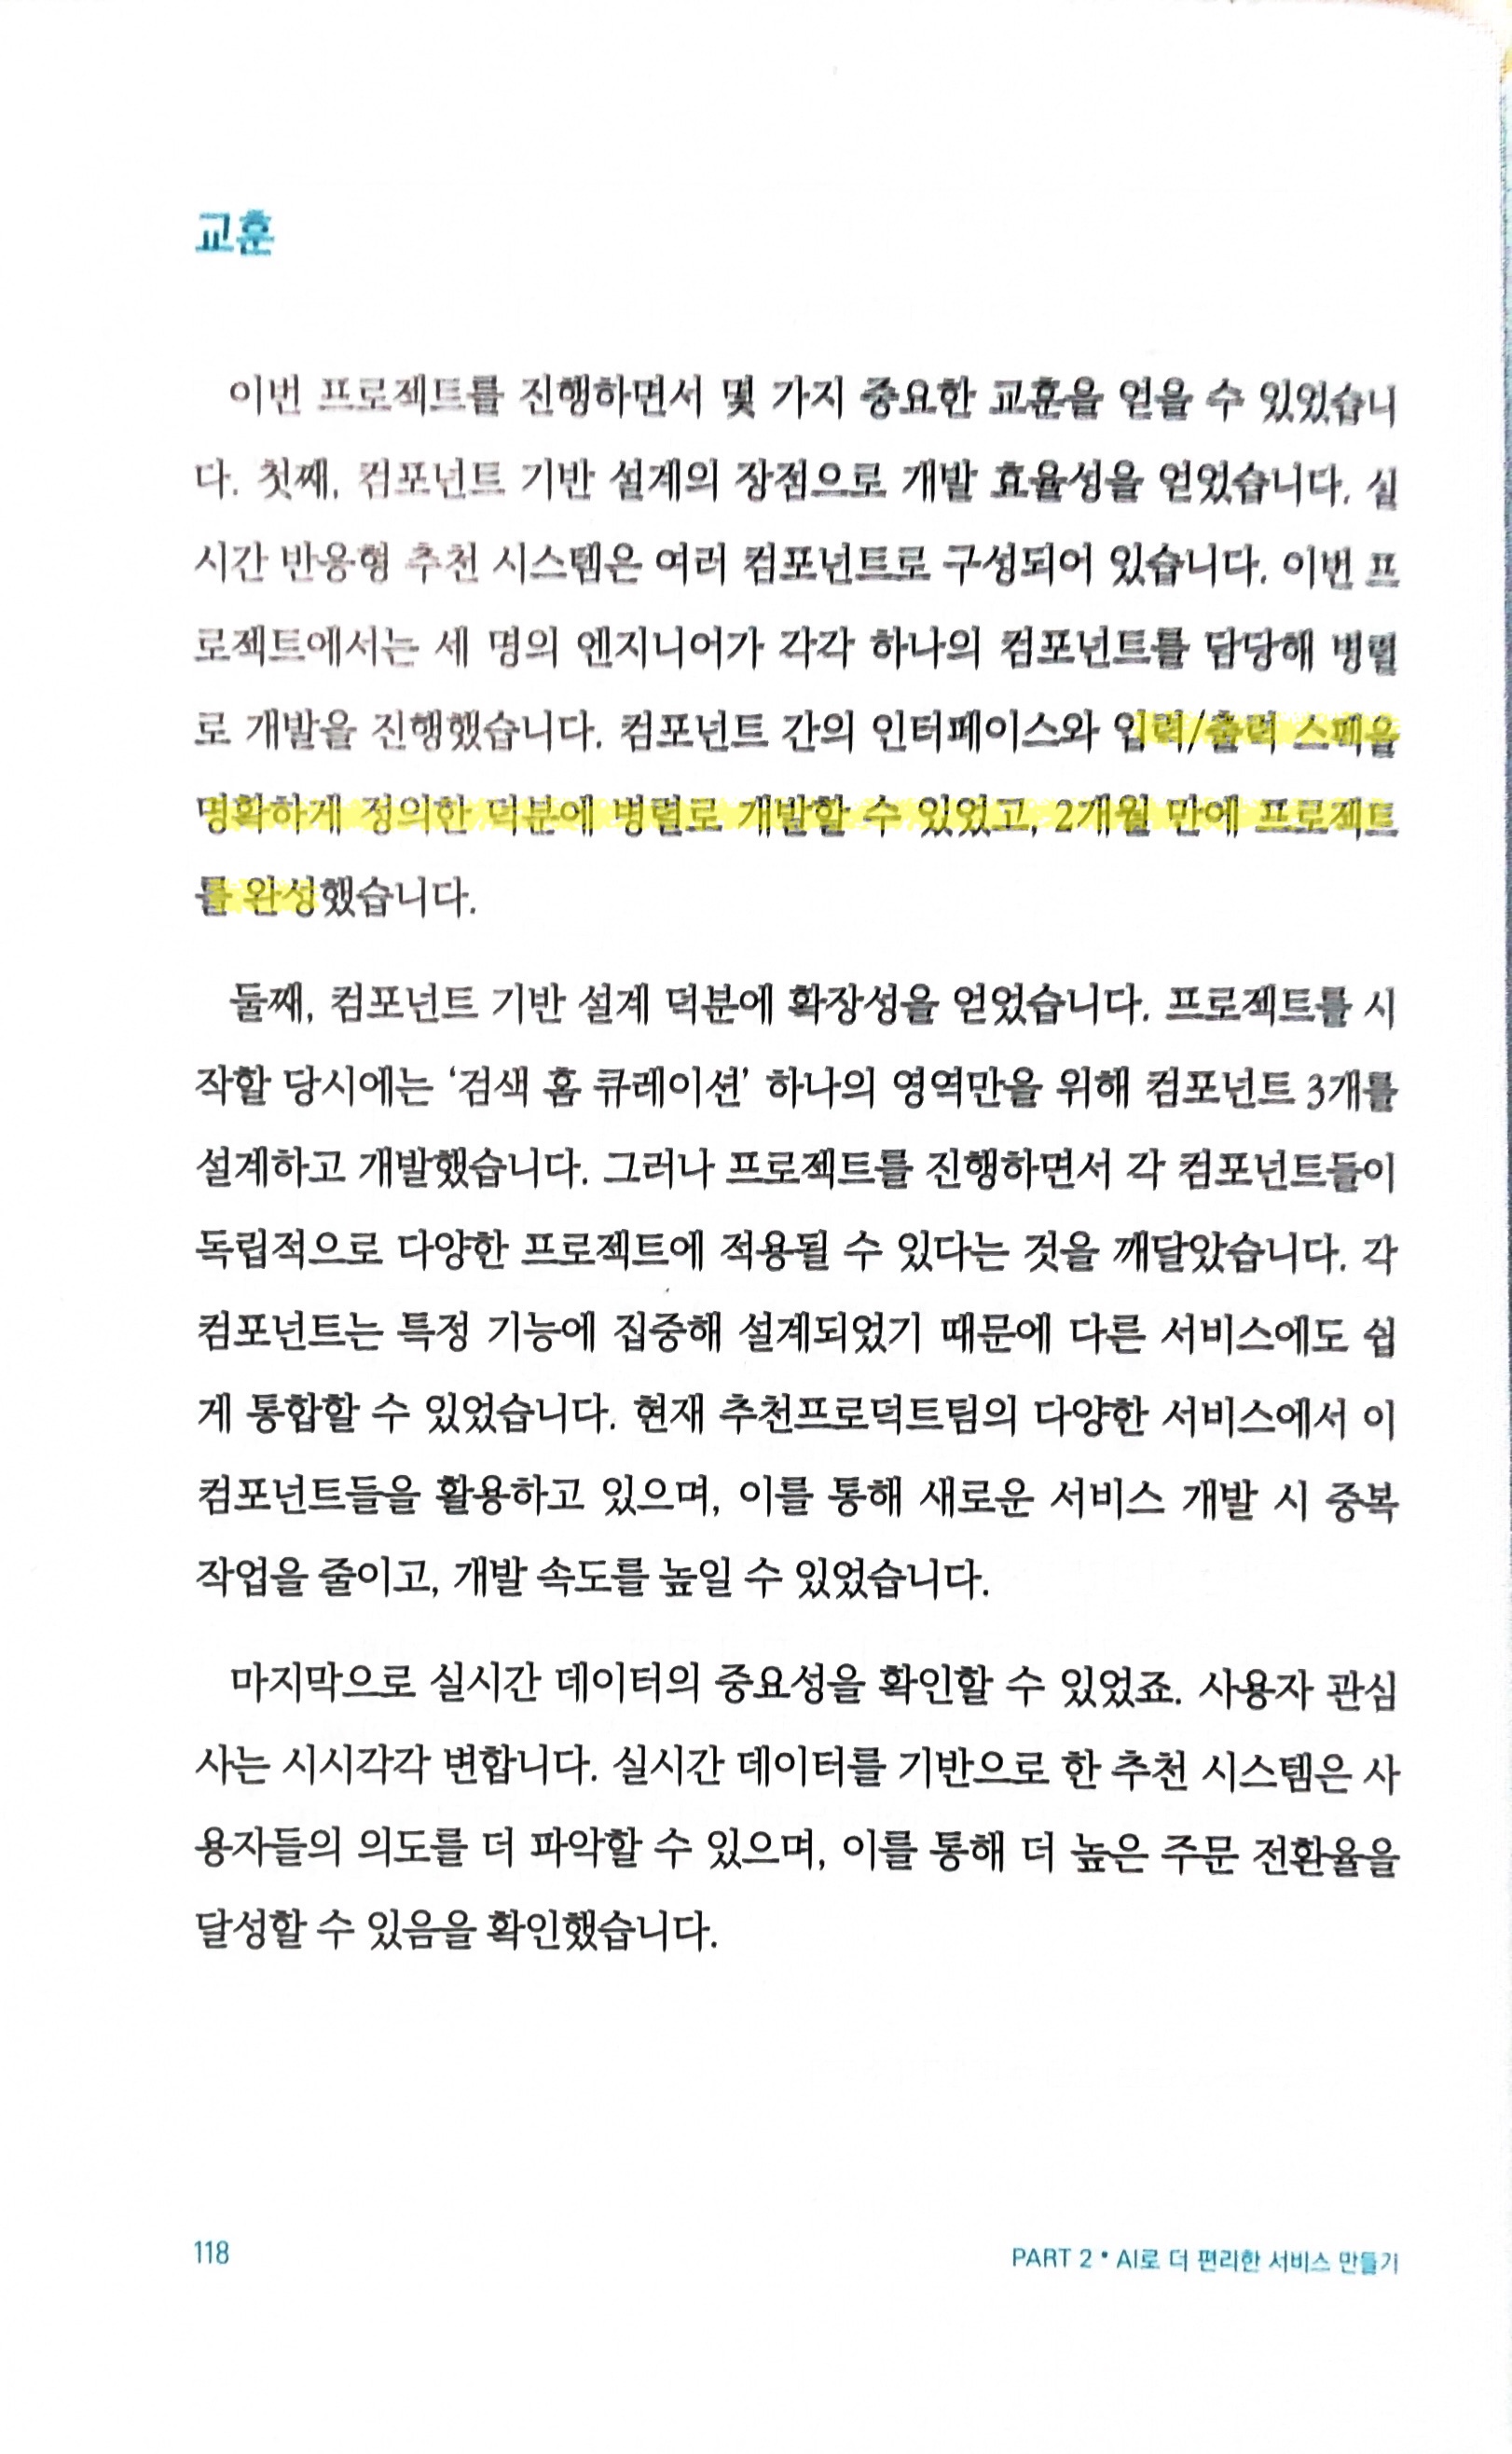 교훈
이번 프로젝트를 진행하면서 몇 가지 중요한 교훈을 얻을 수 있었습니
다. 첫째, 컴포넌트 기반 설계의 장점으로 개발 효율성을 얻었습니다. 실
시간 반응형 추천 시스템은 여러 컴포넌트로 구성되어 있습니다. 이번 프
로젝트에서는 세 명의 엔지니어가 각각 하나의 컴포넌트를 담당해 병렬
로 개발을 진행했습니다. 컴포넌트 간의 인터페이스와 입력/출력 스펙을
명확하게 정의한 덕분에 병렬로 개발할 수 있었고, 2개월 만에 프로젝트
를 완성했습니다.
둘째, 컴포넌트 기반 설계 덕분에 확장성을 얻었습니다. 프로젝트를 시
작할 당시에는 ‘검색 홈 큐레이션’ 하나의 영역만을 위해 컴포넌트 3개를
설계하고 개발했습니다. 그러나 프로젝트를 진행하면서 각 컴포넌트들이
독립적으로 다양한 프로젝트에 적용될 수 있다는 것을 깨달았습니다. 각
컴포넌트는 특정 기능에 집중해 설계되었기 때문에 다른 서비스에도 쉽
게 통합할 수 있었습니다. 현재 추천프로덕트팀의 다양한 서비스에서 이
컴포넌트들을 활용하고 있으며, 이를 통해 새로운 서비스 개발 시 중복
작업을 줄이고, 개발 속도를 높일 수 있었습니다.
마지막으로 실시간 데이터의 중요성을 확인할 수 있었죠. 사용자 관심
사는 시시각각 변합니다. 실시간 데이터를 기반으로 한 추천 시스템은 사
용자들의 의도를 더 파악할 수 있으며, 이를 통해 더 높은 주문 전환율을
달성할 수 있음을 확인했습니다.
118
PART 2 • AI로 더 편리한 서비스 만들기